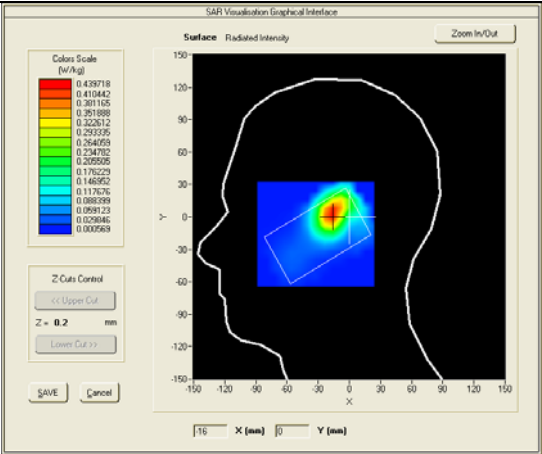 SAR Visualisation Graphical Interface
Surface Radiated Intensity
Zoom In/Out
Colors Scale
(W/kg)
0.439718
0.410442
0.381165
0.351888
0.322612
0.293335
0.264059
0.234782
0.205505
0.176229
0.146952
0.117676
0.088399
0.059123
0.029846
0.000569
Z-Cuts Control
<< Upper Cut
Z = 0.2 mm
Lower Cut >>
SAVE Cancel
150
120
90
60
30
0
-30
-60
-90
-120
-150
Y
-150 -120 -90 -60 -30 0 30 60 90 120 150
X
-16 X (mm) 0 Y (mm)